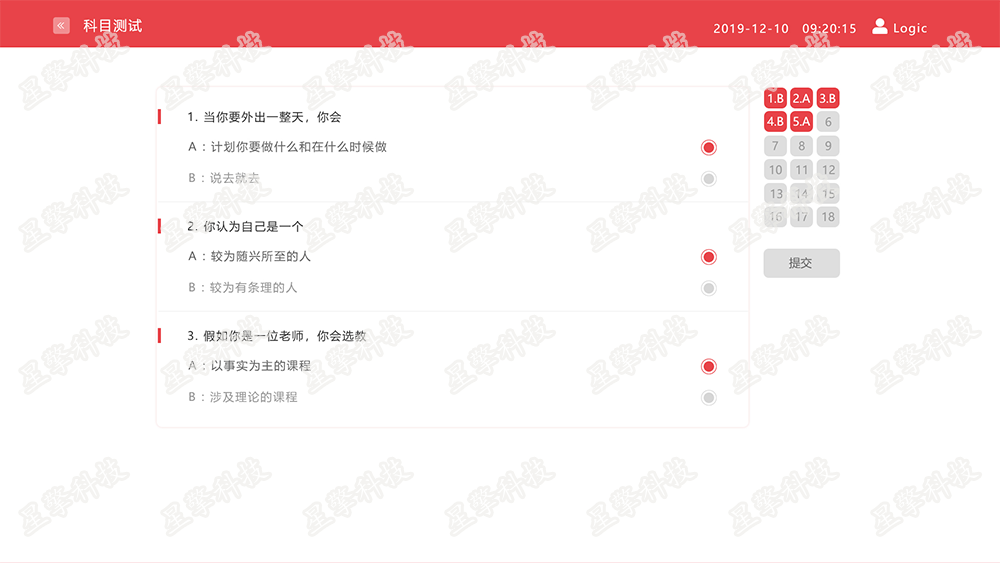 « 科目测试
2019-12-10 09:20:15 Logic
1. 当你要外出一整天，你会
A：计划你要做什么和在什么时候做
B：说去就去
2. 你认为自己是一个
A：较为随兴所至的人
B：较为有条理的人
3. 假如你是一位老师，你会选教
A：以事实为主的课程
B：涉及理论的课程
1.B 2.A 3.B
4.B 5.A 6
7 8 9
10 11 12
13 14 15
16 17 18
提交
星擎科技